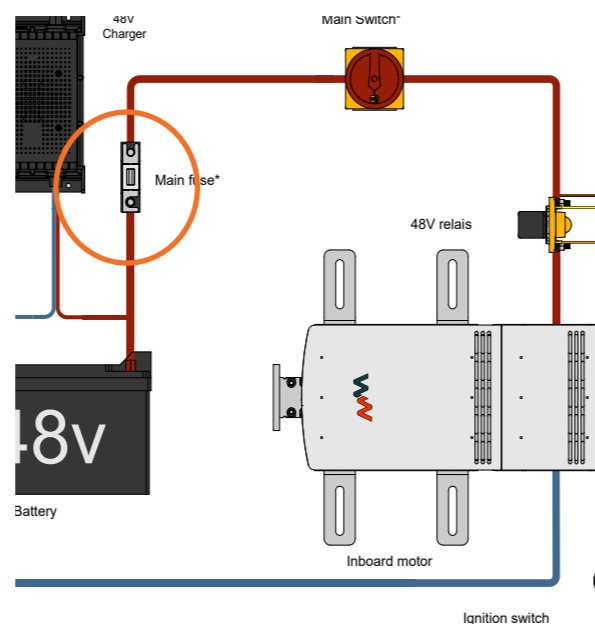 48V
Charger
Main Switch*
Main fuse*
48V relais
48v
Battery
Inboard motor
Ignition switch